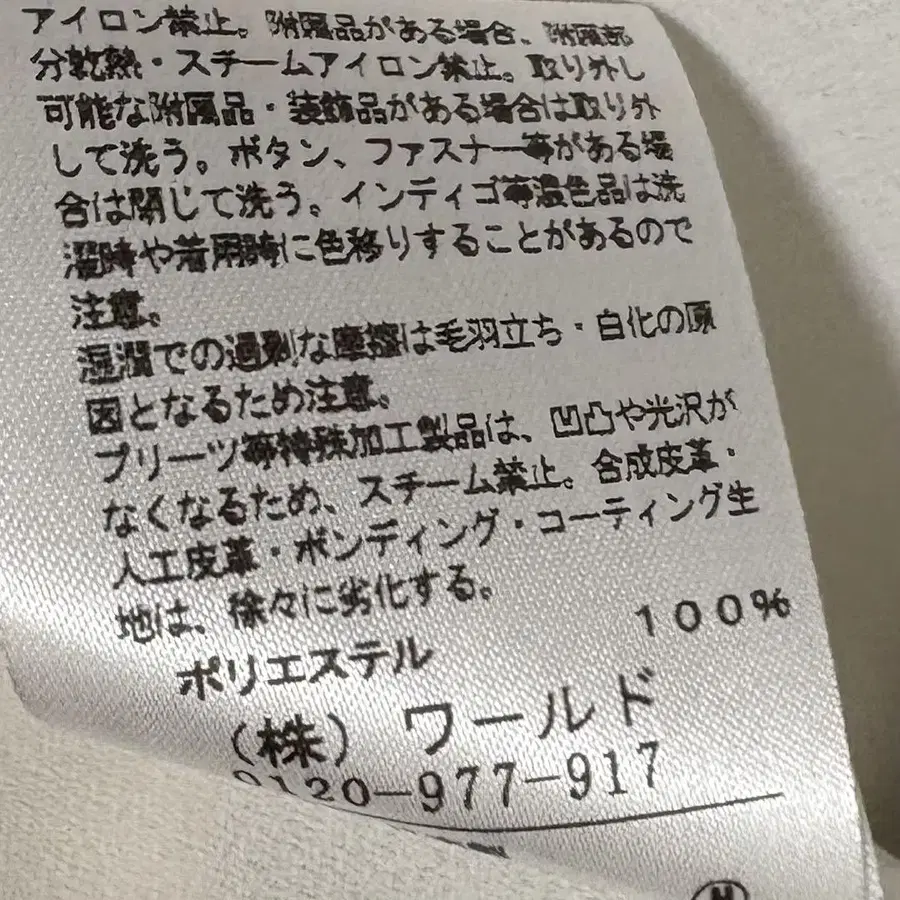 アイロン禁止。附属品がある場合、附属部
分乾熱・スチームアイロン禁止。取り外し
可能な附属品・装飾品がある場合は取り外
して洗う。ボタン、ファスナー等がある場
合は閉じて洗う。インディゴ等濃色品は洗
濯時や着用時に色移りすることがあるので
注意。
湿潤での過剰な摩擦は毛羽立ち・白化の原
因となるため注意。
プリーツ等特殊加工製品は、凹凸や光沢が
なくなるため、スチーム禁止。合成皮革・
人工皮革・ボンディング・コーティング生
地は、徐々に劣化する。
ポリエステル 100%
(株) ワールド
0120-977-917